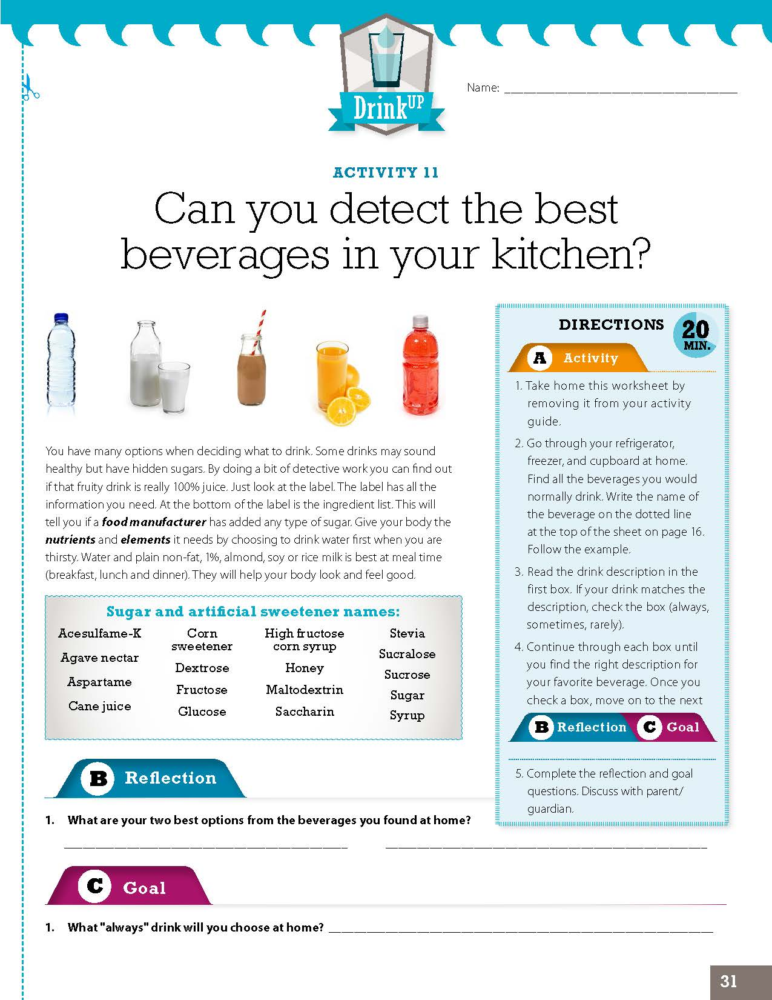 DrinkUP
Name: ______________________________________
ACTIVITY 11
Can you detect the best
beverages in your kitchen?
You have many options when deciding what to drink. Some drinks may sound
healthy but have hidden sugars. By doing a bit of detective work you can find out
if that fruity drink is really 100% juice. Just look at the label. The label has all the
information you need. At the bottom of the label is the ingredient list. This will
tell you if a food manufacturer has added any type of sugar. Give your body the
nutrients and elements it needs by choosing to drink water first when you are
thirsty. Water and plain non-fat, 1%, almond, soy or rice milk is best at meal time
(breakfast, lunch and dinner). They will help your body look and feel good.
Sugar and artificial sweetener names:
Acesulfame-K
Agave nectar
Aspartame
Cane juice
Corn
sweetener
Dextrose
Fructose
Glucose
High fructose
corn syrup
Honey
Maltodextrin
Saccharin
Stevia
Sucralose
Sucrose
Sugar
Syrup
DIRECTIONS
20
MIN.
A Activity
1. Take home this worksheet by
removing it from your activity
guide.
2. Go through your refrigerator,
freezer, and cupboard at home.
Find all the beverages you would
normally drink. Write the name of
the beverage on the dotted line
at the top of the sheet on page 16.
Follow the example.
3. Read the drink description in the
first box. If your drink matches the
description, check the box (always,
sometimes, rarely).
4. Continue through each box until
you find the right description for
your favorite beverage. Once you
check a box, move on to the next
B Reflection C Goal
5. Complete the reflection and goal
questions. Discuss with parent/
guardian.
B Reflection
1. What are your two best options from the beverages you found at home?
C Goal
1. What "always" drink will you choose at home? ______________________________________
31